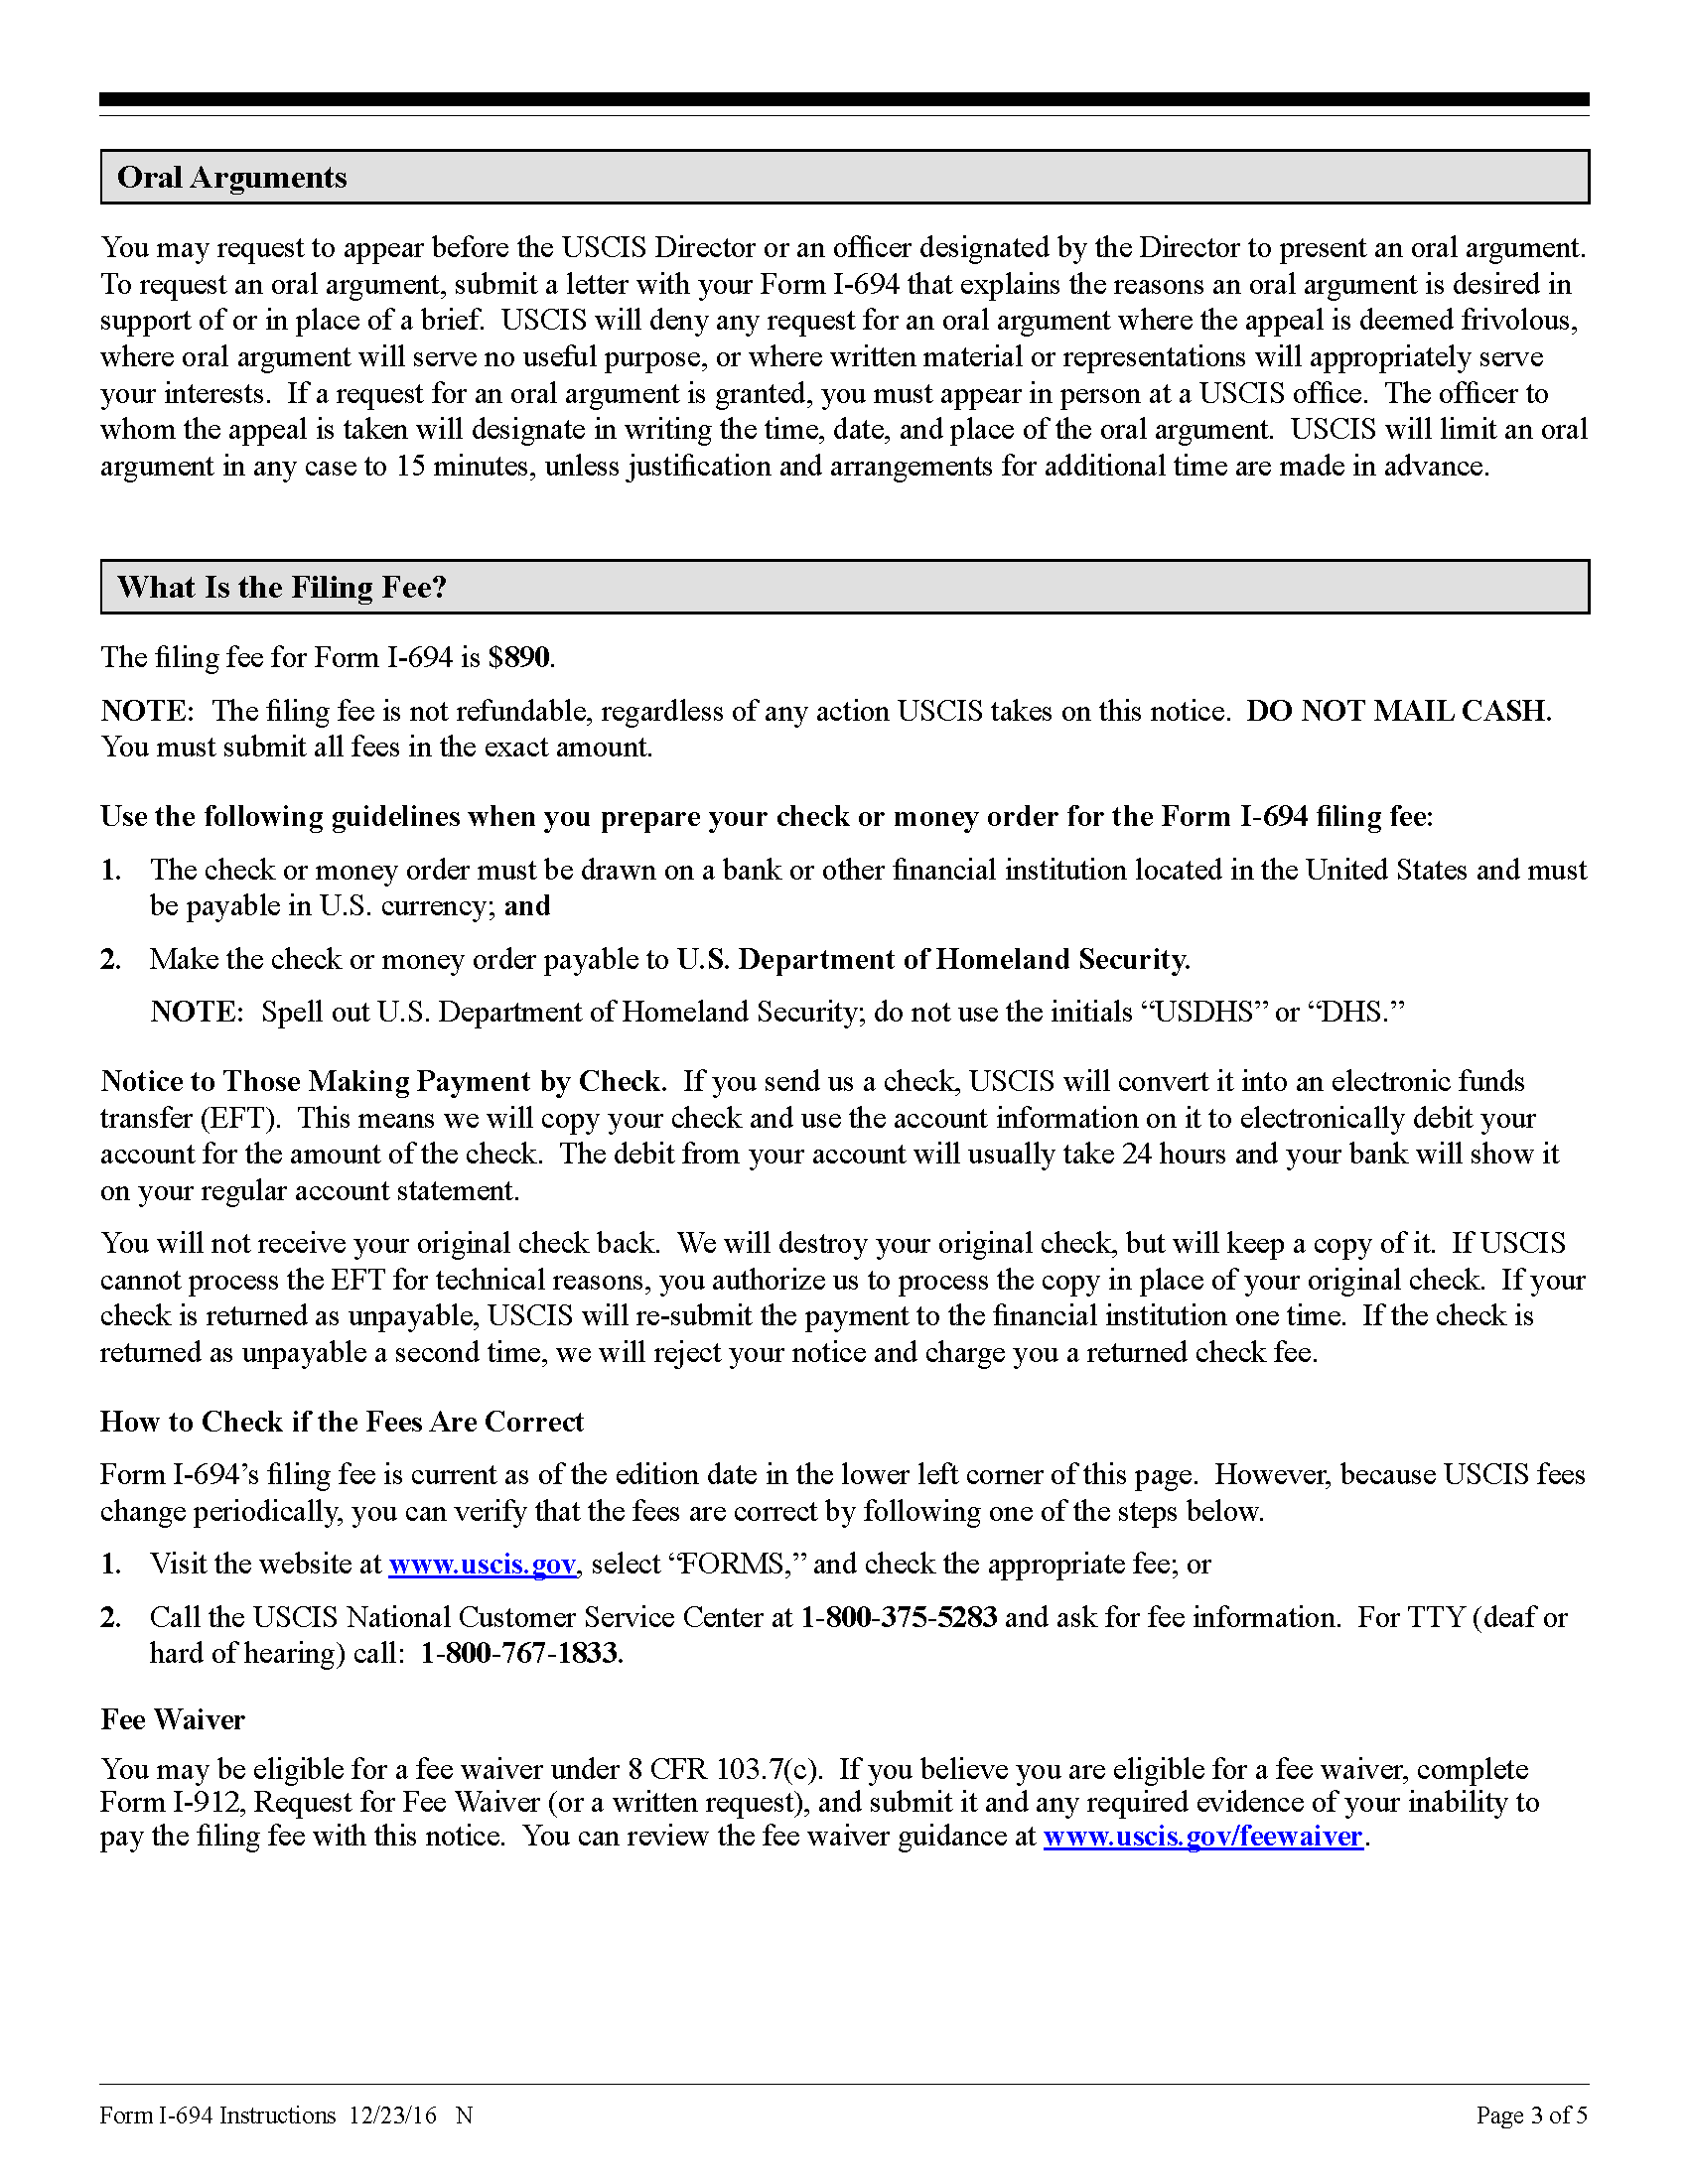 Oral Arguments
You may request to appear before the USCIS Director or an officer designated by the Director to present an oral argument.
To request an oral argument, submit a letter with your Form I-694 that explains the reasons an oral argument is desired in
support of or in place of a brief.  USCIS will deny any request for an oral argument where the appeal is deemed frivolous,
where oral argument will serve no useful purpose, or where written material or representations will appropriately serve
your interests.  If a request for an oral argument is granted, you must appear in person at a USCIS office.  The officer to
whom the appeal is taken will designate in writing the time, date, and place of the oral argument.  USCIS will limit an oral
argument in any case to 15 minutes, unless justification and arrangements for additional time are made in advance.
What Is the Filing Fee?
The filing fee for Form I-694 is $890.
NOTE:  The filing fee is not refundable, regardless of any action USCIS takes on this notice.  DO NOT MAIL CASH.
You must submit all fees in the exact amount.
Use the following guidelines when you prepare your check or money order for the Form I-694 filing fee:
1. The check or money order must be drawn on a bank or other financial institution located in the United States and must
be payable in U.S. currency; and
2. Make the check or money order payable to U.S. Department of Homeland Security.
NOTE:  Spell out U.S. Department of Homeland Security; do not use the initials “USDHS” or “DHS.”
Notice to Those Making Payment by Check.  If you send us a check, USCIS will convert it into an electronic funds
transfer (EFT).  This means we will copy your check and use the account information on it to electronically debit your
account for the amount of the check.  The debit from your account will usually take 24 hours and your bank will show it
on your regular account statement.
You will not receive your original check back.  We will destroy your original check, but will keep a copy of it.  If USCIS
cannot process the EFT for technical reasons, you authorize us to process the copy in place of your original check.  If your
check is returned as unpayable, USCIS will re-submit the payment to the financial institution one time.  If the check is
returned as unpayable a second time, we will reject your notice and charge you a returned check fee.
How to Check if the Fees Are Correct
Form I-694’s filing fee is current as of the edition date in the lower left corner of this page.  However, because USCIS fees
change periodically, you can verify that the fees are correct by following one of the steps below.
1. Visit the website at www.uscis.gov, select “FORMS,” and check the appropriate fee; or
2. Call the USCIS National Customer Service Center at 1-800-375-5283 and ask for fee information.  For TTY (deaf or
hard of hearing) call:  1-800-767-1833.
Fee Waiver
You may be eligible for a fee waiver under 8 CFR 103.7(c).  If you believe you are eligible for a fee waiver, complete
Form I-912, Request for Fee Waiver (or a written request), and submit it and any required evidence of your inability to
pay the filing fee with this notice.  You can review the fee waiver guidance at www.uscis.gov/feewaiver.
Form I-694 Instructions  12/23/16   N
Page 3 of 5